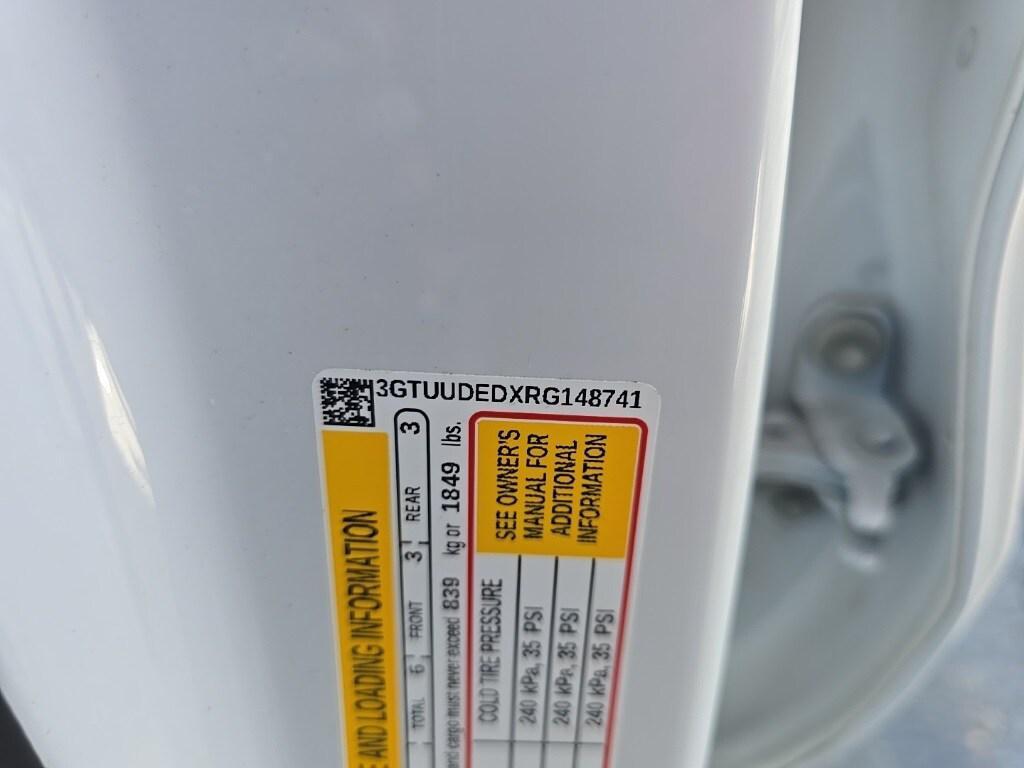 3GTUUDEDXRG148741
E AND LOADING INFORMATION
TOTAL 6 FRONT 3 REAR 3
and cargo must never exceed 839 kg or 1849 lbs.
COLD TIRE PRESSURE
240 kPa, 35 PSI
240 kPa, 35 PSI
240 kPa, 35 PSI
SEE OWNER'S
MANUAL FOR
ADDITIONAL
INFORMATION